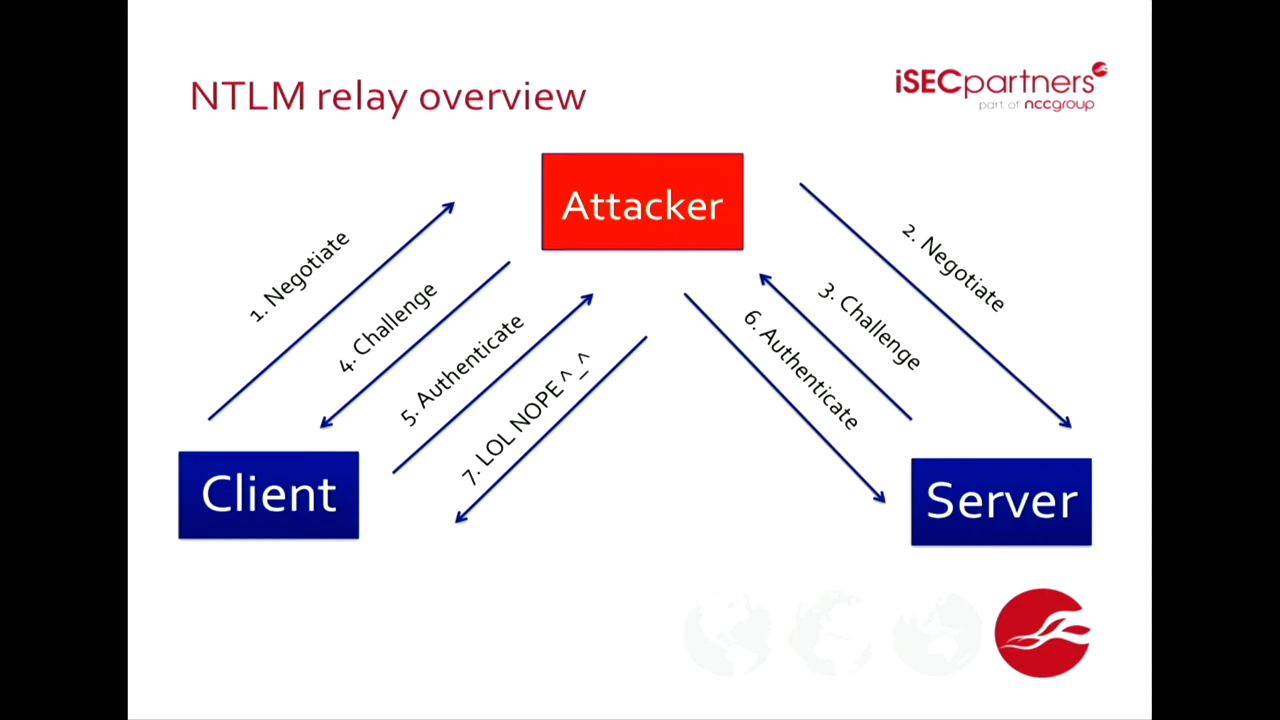 NTLM relay overview
iSECpartners
part of nccgroup
Attacker
1. Negotiate
2. Negotiate
3. Challenge
4. Challenge
5. Authenticate
6. Authenticate
7. LOL NOPE ^_^
Client
Server